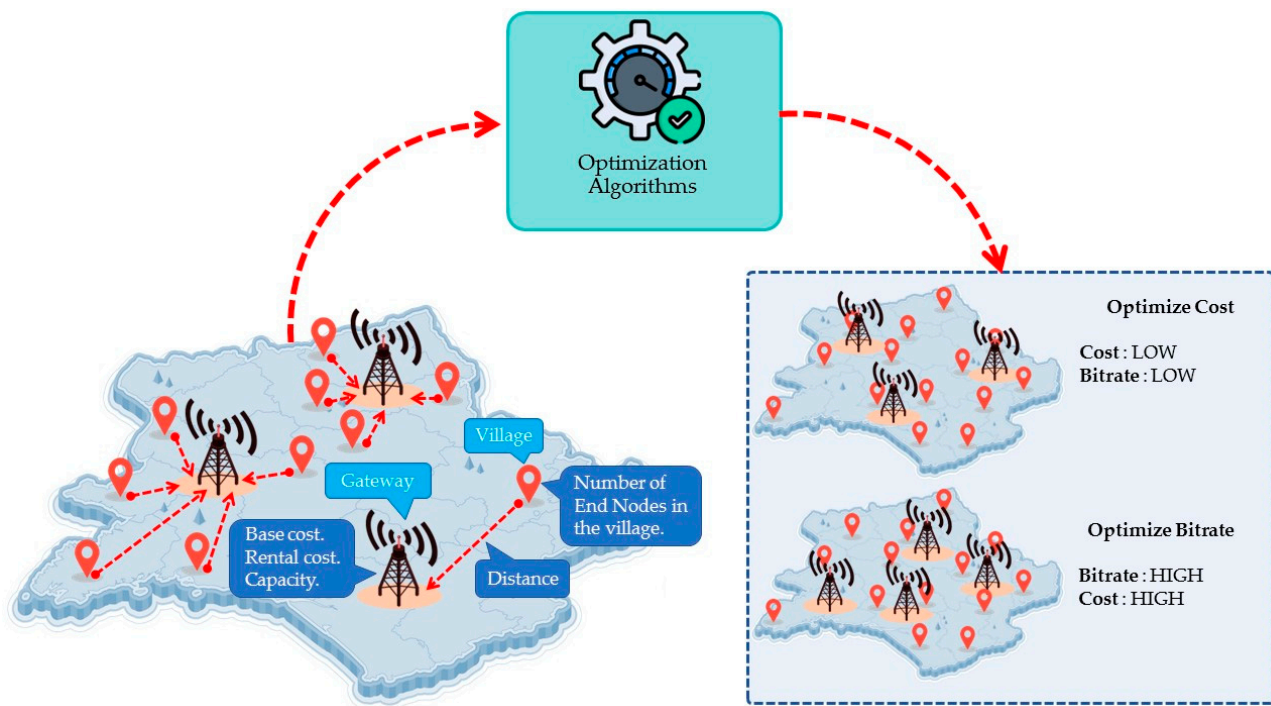 Optimization
Algorithms
Village
Gateway
Number of
End Nodes in
the village.
Base cost.
Rental cost.
Capacity.
Distance
Optimize Cost
Cost : LOW
Bitrate : LOW
Optimize Bitrate
Bitrate : HIGH
Cost : HIGH